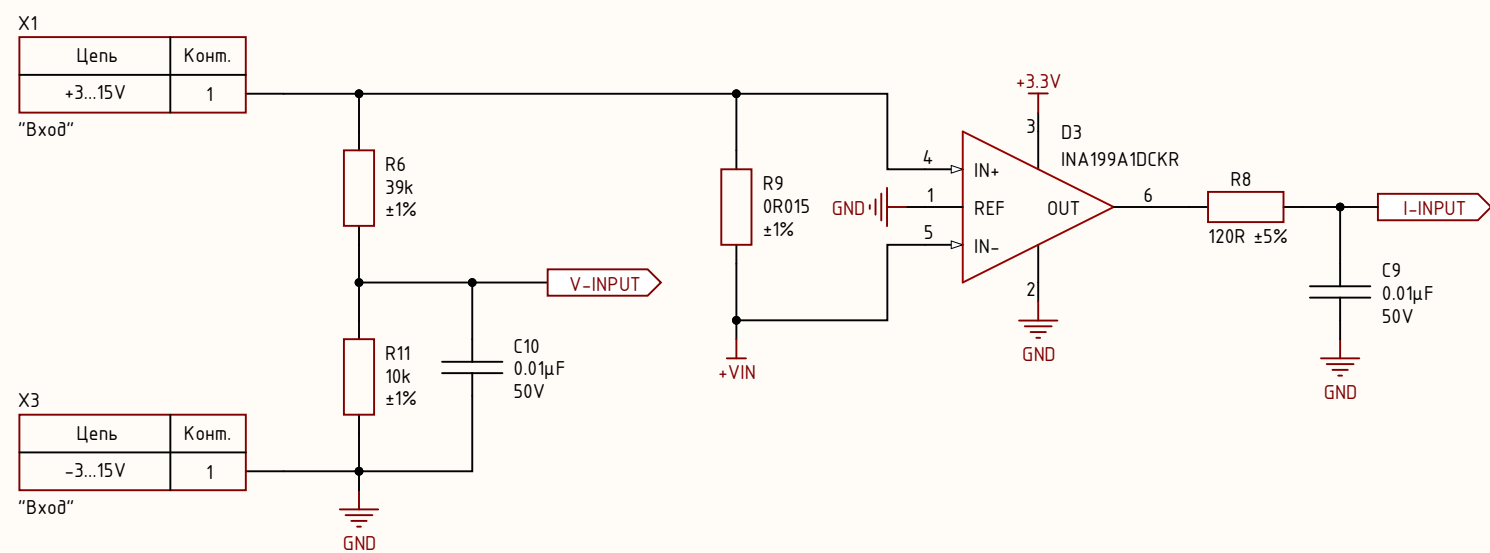 X1
Цепь Конт.
+3...15V 1
"Вход"
R6
39k
±1%
V-INPUT
R11
10k
±1%
C10
0.01µF
50V
X3
Цепь Конт.
-3...15V 1
"Вход"
GND
R9
0R015
±1%
+VIN
+3.3V
3
D3
INA199A1DCKR
4 IN+
GND 1 REF OUT 6
5 IN-
2
GND
R8
120R ±5%
I-INPUT
C9
0.01µF
50V
GND